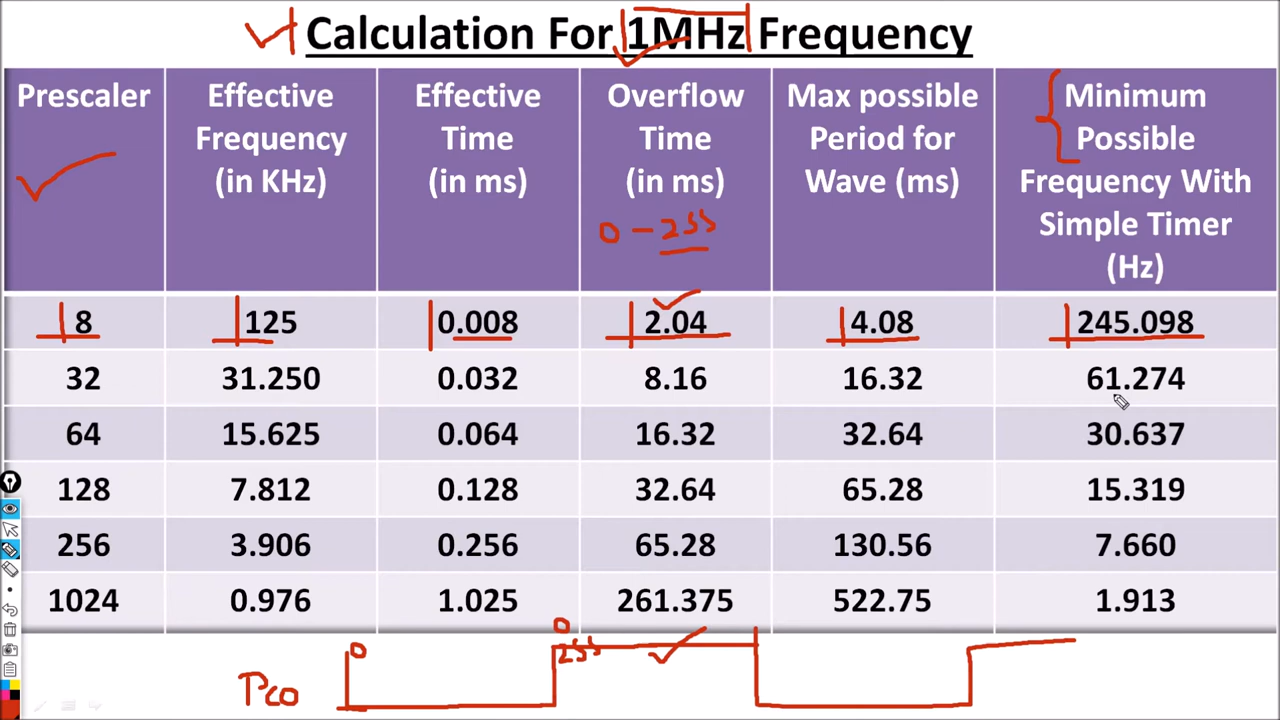 Calculation For 1MHz Frequency
Prescaler
Effective Frequency (in KHz)
Effective Time (in ms)
Overflow Time (in ms)
Max possible Period for Wave (ms)
Minimum Possible Frequency With Simple Timer (Hz)
0 - 255
8 125 0.008 2.04 4.08 245.098
32 31.250 0.032 8.16 16.32 61.274
64 15.625 0.064 16.32 32.64 30.637
128 7.812 0.128 32.64 65.28 15.319
256 3.906 0.256 65.28 130.56 7.660
1024 0.976 1.025 261.375 522.75 1.913
0
0
255